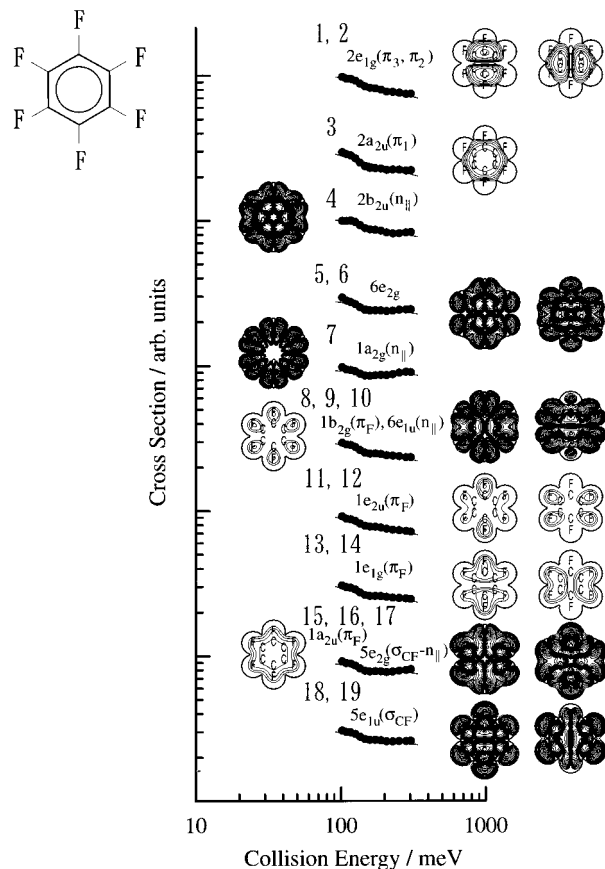 F
F F
F F
F
1, 2
2e1g(π3, π2)
3
2a2u(π1)
4
2b2u(n∥)
5, 6
6e2g
7
1a2g(n∥)
8, 9, 10
1b2g(πF), 6e1u(n∥)
11, 12
1e2u(πF)
13, 14
1e1g(πF)
15, 16, 17
1a2u(πF)
5e2g(σCF-n∥)
18, 19
5e1u(σCF)
Cross Section / arb. units
10 100 1000
Collision Energy / meV